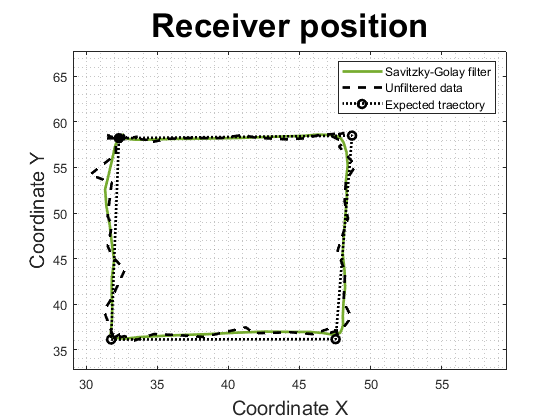 Receiver position
Savitzky-Golay filter
Unfiltered data
Expected traectory
65
60
55
50
45
40
35
Coordinate Y
30 35 40 45 50 55
Coordinate X